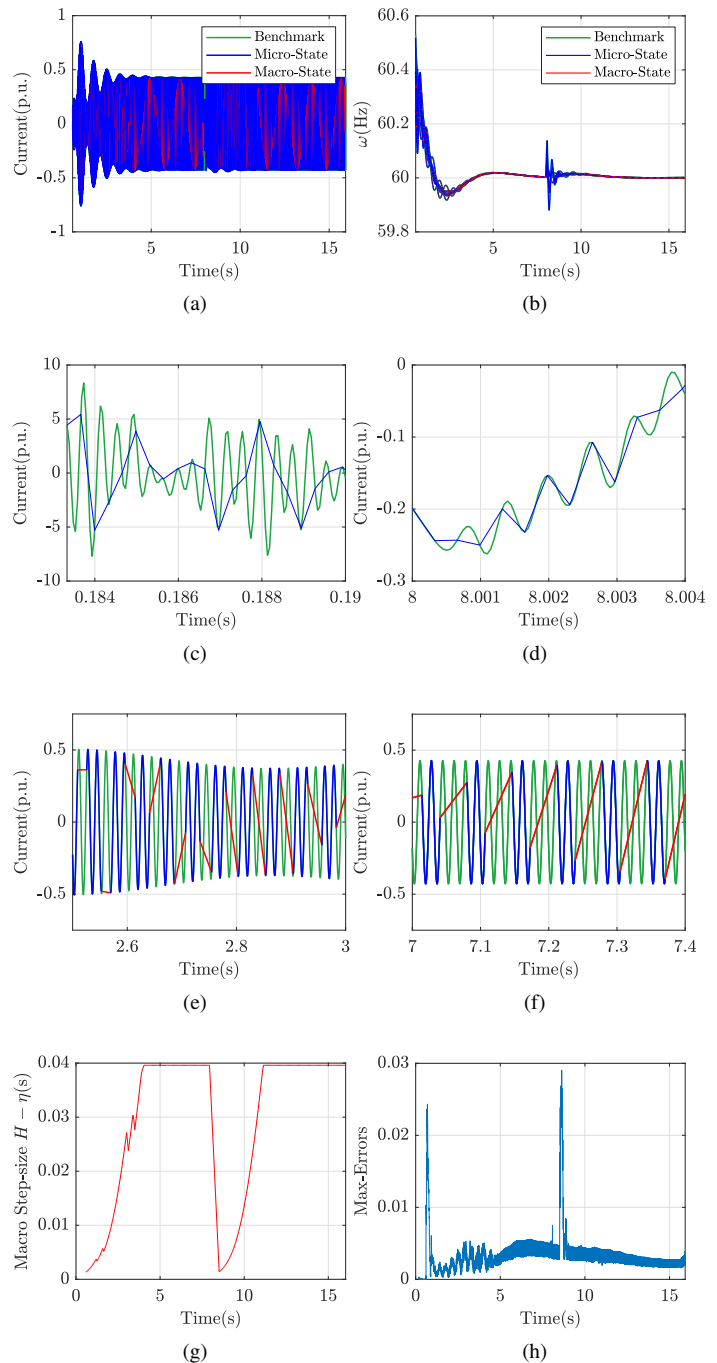 1
0.5
0
-0.5
-1
Current(p.u.)
5
10
15
Time(s)
Benchmark
Micro-State
Macro-State
(a)
60.6
60.4
60.2
60
59.8
ω(Hz)
0
5
10
15
Time(s)
Benchmark
Micro-State
Macro-State
(b)
10
5
0
-5
-10
Current(p.u.)
0.184
0.186
0.188
0.19
Time(s)
(c)
0
-0.1
-0.2
-0.3
Current(p.u.)
8
8.001
8.002
8.003
8.004
Time(s)
(d)
0.5
0
-0.5
Current(p.u.)
2.6
2.8
3
Time(s)
(e)
0.5
0
-0.5
Current(p.u.)
7
7.1
7.2
7.3
7.4
Time(s)
(f)
0.04
0.03
0.02
0.01
0
Macro Step-size H − η(s)
0
5
10
15
Time(s)
(g)
0.03
0.02
0.01
0
Max-Errors
0
5
10
15
Time(s)
(h)